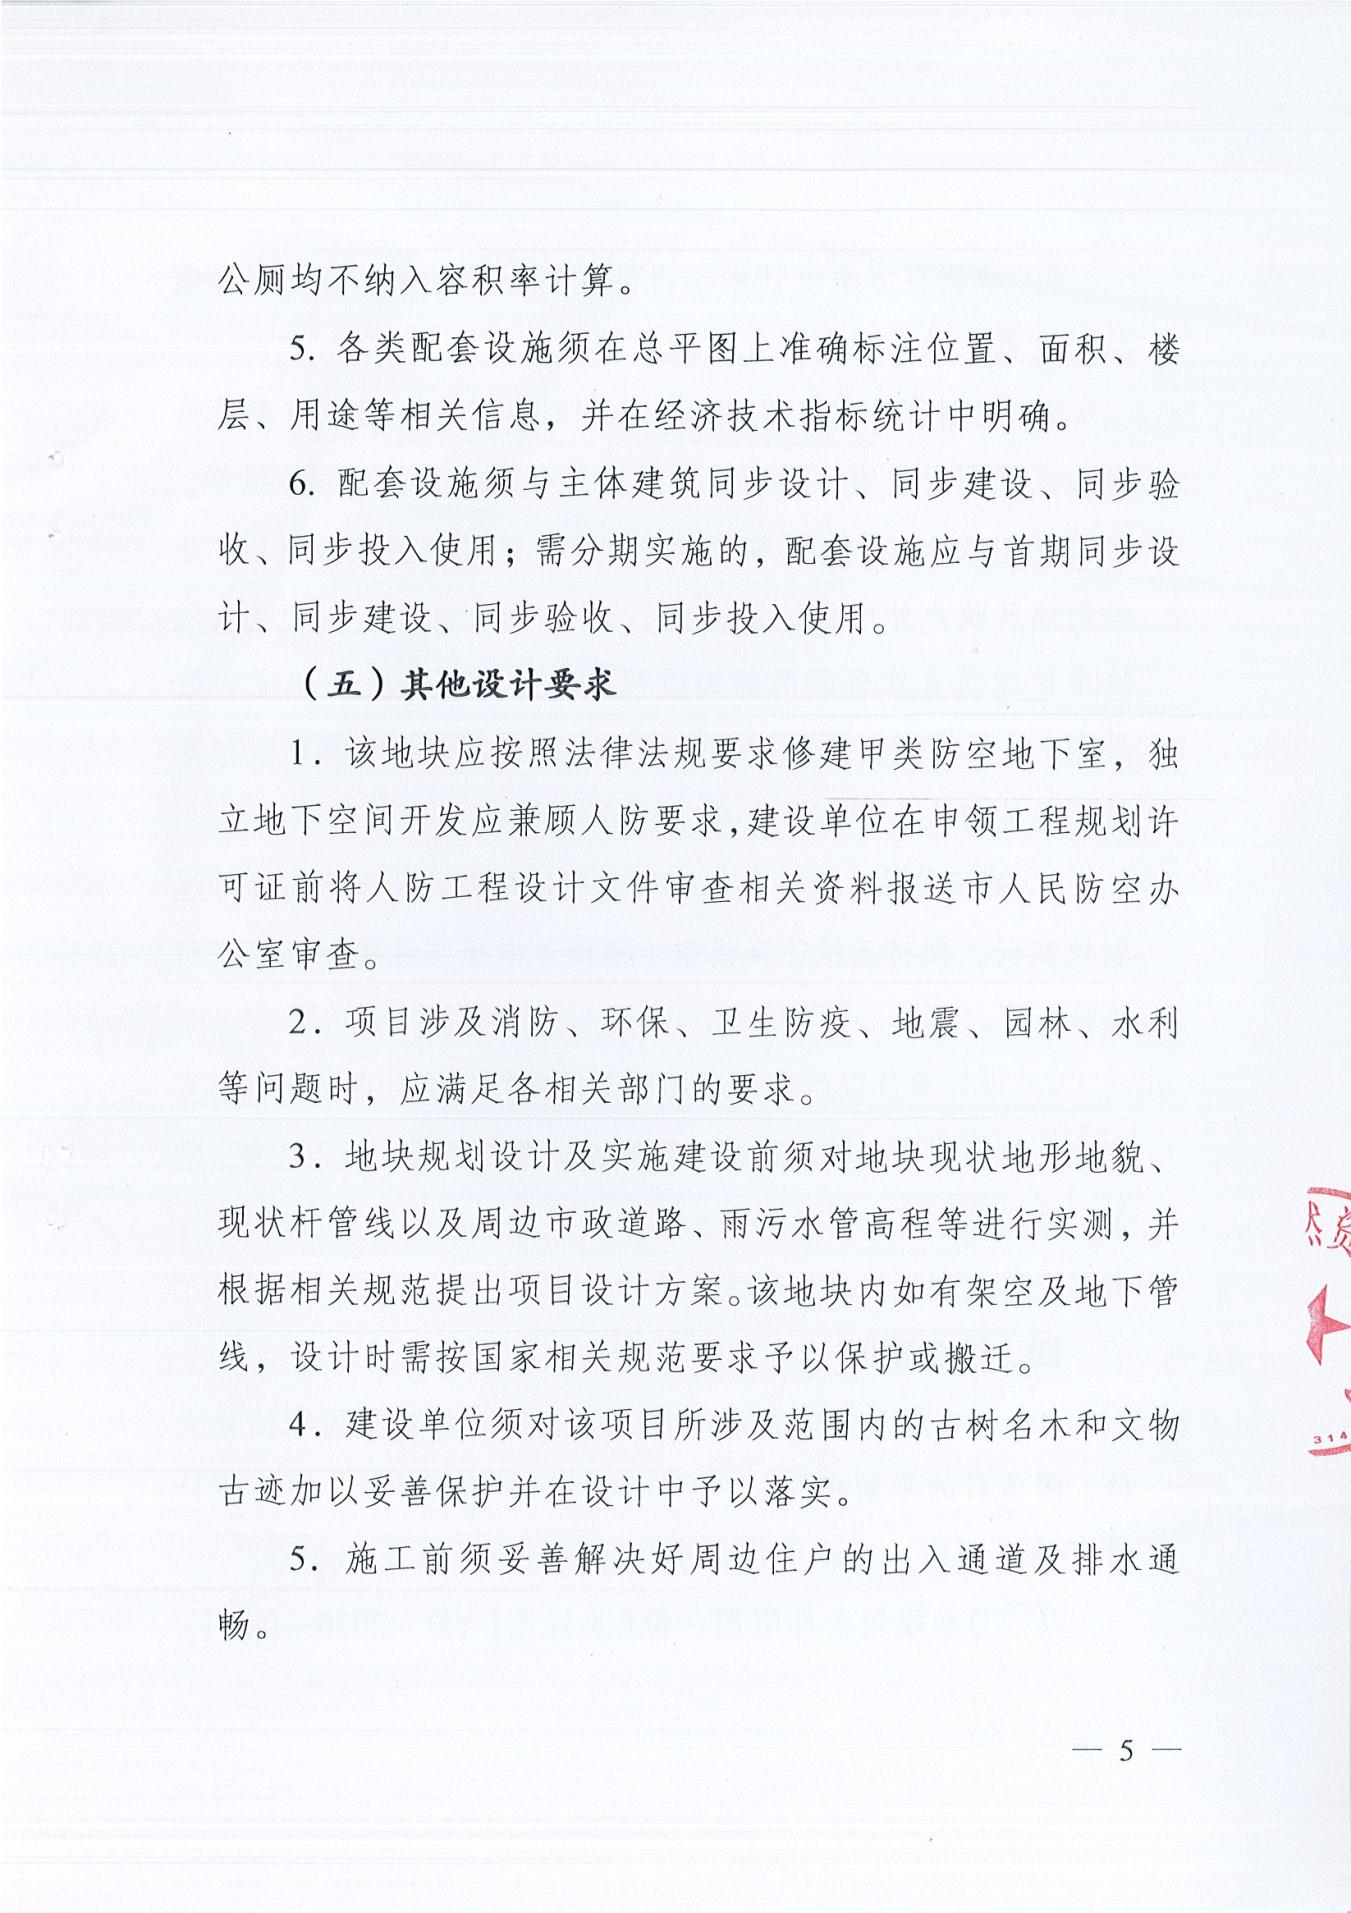 公厕均不纳入容积率计算。
5. 各类配套设施须在总平图上准确标注位置、面积、楼
层、用途等相关信息，并在经济技术指标统计中明确。
6. 配套设施须与主体建筑同步设计、同步建设、同步验
收、同步投入使用；需分期实施的，配套设施应与首期同步设
计、同步建设、同步验收、同步投入使用。
（五）其他设计要求
1. 该地块应按照法律法规要求修建甲类防空地下室，独
立地下空间开发应兼顾人防要求，建设单位在申领工程规划许
可证前将人防工程设计文件审查相关资料报送市人民防空办
公室审查。
2. 项目涉及消防、环保、卫生防疫、地震、园林、水利
等问题时，应满足各相关部门的要求。
3. 地块规划设计及实施建设前须对地块现状地形地貌、
现状杆管线以及周边市政道路、雨污水管高程等进行实测，并
根据相关规范提出项目设计方案。该地块内如有架空及地下管
线，设计时需按国家相关规范要求予以保护或搬迁。
4. 建设单位须对该项目所涉及范围内的古树名木和文物
古迹加以妥善保护并在设计中予以落实。
5. 施工前须妥善解决好周边住户的出入通道及排水通
畅。
然资
314
— 5 —